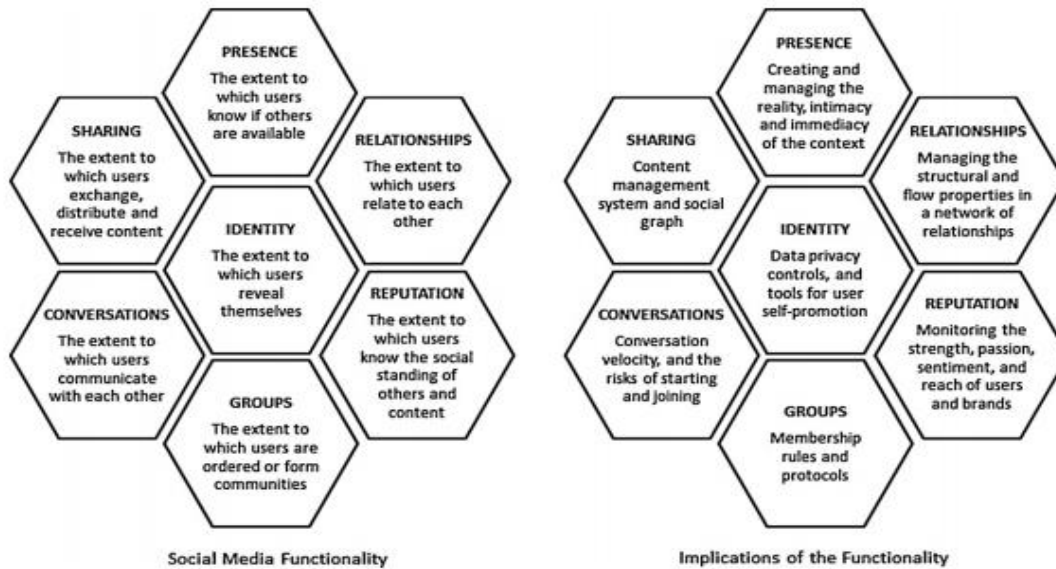 PRESENCE
The extent to
which users
know if others
are available
SHARING
The extent to
which users
exchange,
distribute and
receive content
RELATIONSHIPS
The extent to
which users
relate to each
other
IDENTITY
The extent to
which users
reveal
themselves
CONVERSATIONS
The extent to
which users
communicate
with each other
REPUTATION
The extent to
which users
know the social
standing of
others and
content
GROUPS
The extent to
which users are
ordered or form
communities
Social Media Functionality
PRESENCE
Creating and
managing the
reality, intimacy
and immediacy
of the context
SHARING
Content
management
system and social
graph
RELATIONSHIPS
Managing the
structural and
flow properties in
a network of
relationships
IDENTITY
Data privacy
controls, and
tools for user
self-promotion
CONVERSATIONS
Conversation
velocity, and the
risks of starting
and joining
REPUTATION
Monitoring the
strength, passion,
sentiment, and
reach of users
and brands
GROUPS
Membership
rules and
protocols
Implications of the Functionality